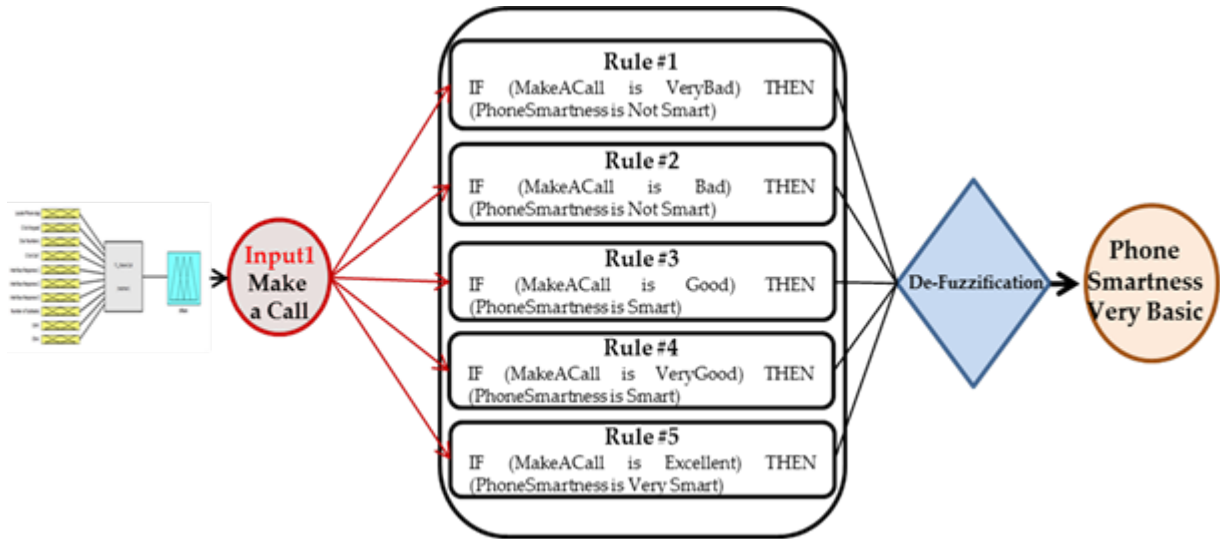 Input1
Make
a Call
Rule #1
IF (MakeACall is VeryBad) THEN
(PhoneSmartness is Not Smart)
Rule #2
IF (MakeACall is Bad) THEN
(PhoneSmartness is Not Smart)
Rule #3
IF (MakeACall is Good) THEN
(PhoneSmartness is Smart)
Rule #4
IF (MakeACall is VeryGood) THEN
(PhoneSmartness is Smart)
Rule #5
IF (MakeACall is Excellent) THEN
(PhoneSmartness is Very Smart)
De-Fuzzification
Phone
Smartness
Very Basic